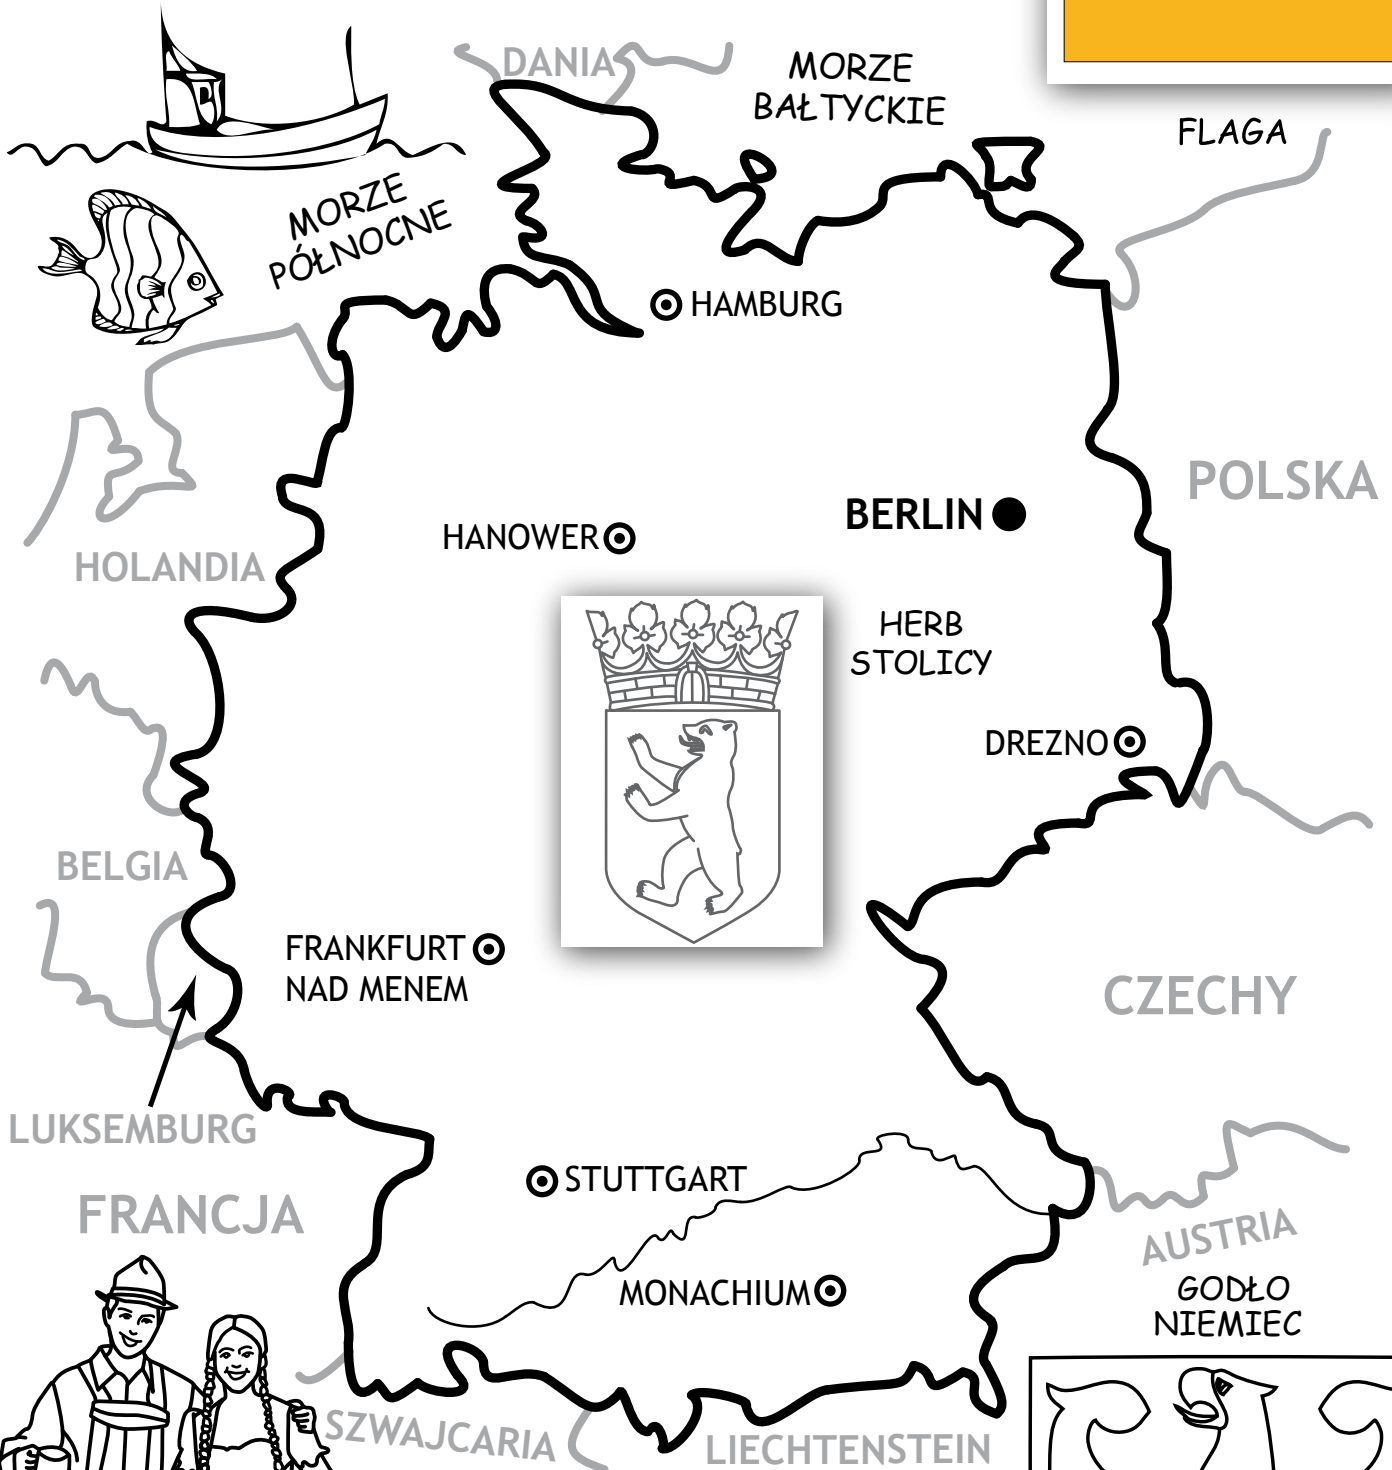 DANIA
MORZE
BAŁTYCKIE
FLAGA
MORZE
PÓŁNOCNE
HAMBURG
POLSKA
BERLIN
HANOWER
HOLANDIA
HERB
STOLICY
DREZNO
BELGIA
FRANKFURT
NAD MENEM
CZECHY
LUKSEMBURG
STUTTGART
FRANCJA
AUSTRIA
MONACHIUM
GODŁO
NIEMIEC
SZWAJCARIA
LIECHTENSTEIN